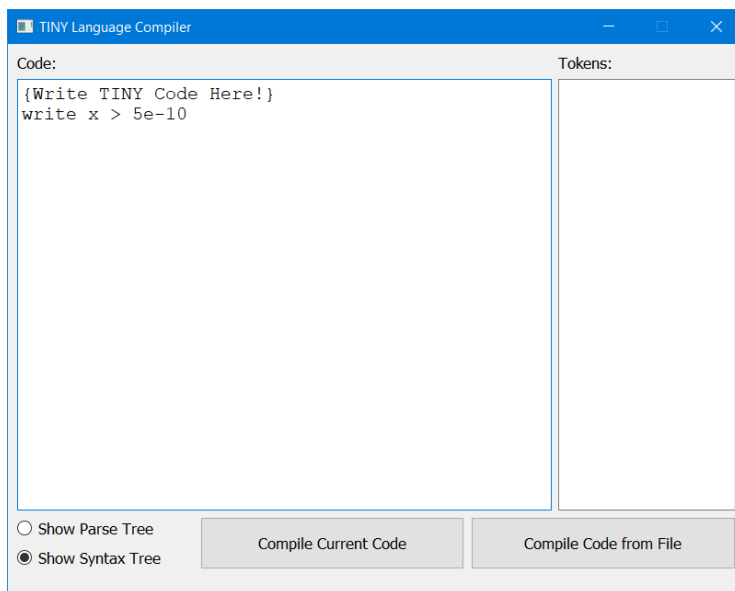 TINY Language Compiler
Code:
Tokens:
{Write TINY Code Here!}
write x > 5e-10
Show Parse Tree
Show Syntax Tree
Compile Current Code
Compile Code from File